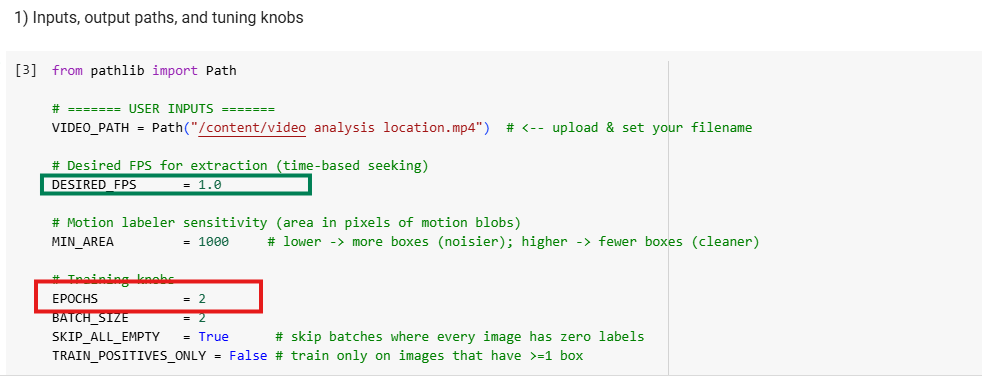 1) Inputs, output paths, and tuning knobs
[3] from pathlib import Path
# ======= USER INPUTS =======
VIDEO_PATH = Path("/content/video analysis location.mp4")  # <-- upload & set your filename
# Desired FPS for extraction (time-based seeking)
DESIRED_FPS      = 1.0
# Motion labeler sensitivity (area in pixels of motion blobs)
MIN_AREA         = 1000     # lower -> more boxes (noisier); higher -> fewer boxes (cleaner)
# Training knobs
EPOCHS           = 2
BATCH_SIZE       = 2
SKIP_ALL_EMPTY   = True      # skip batches where every image has zero labels
TRAIN_POSITIVES_ONLY = False # train only on images that have >=1 box